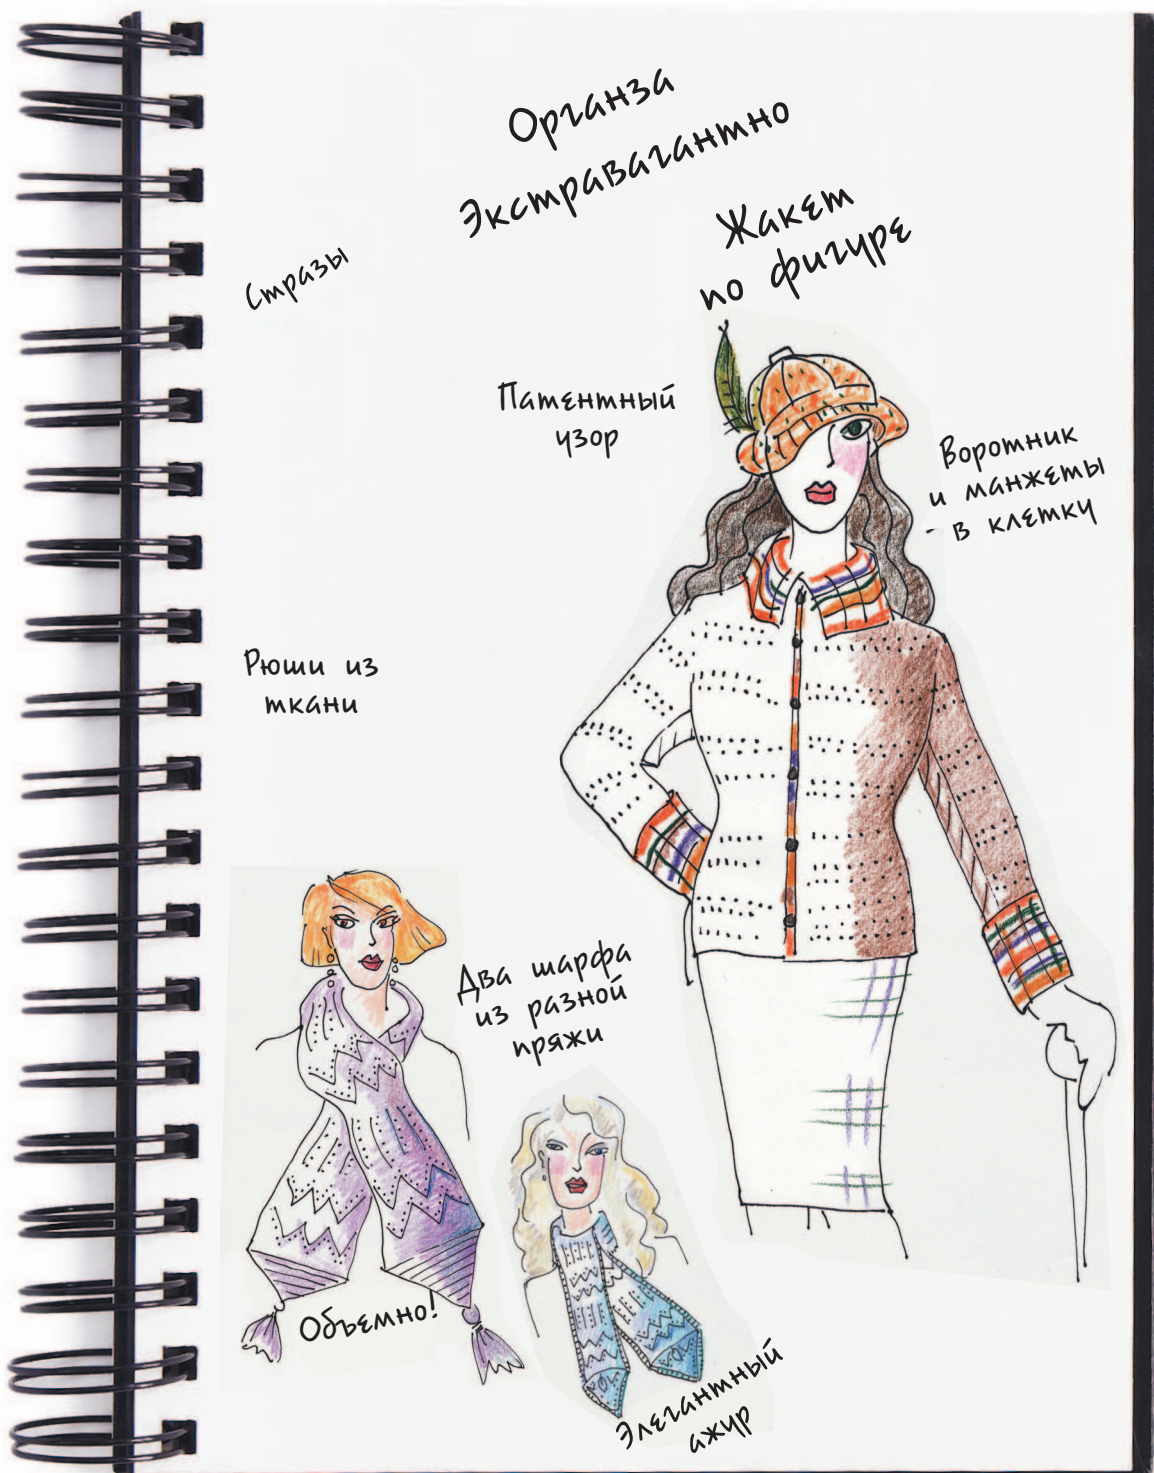 Органза
Экстравагантно
Жакет
по фигуре
Стразы
Патентный
узор
Воротник
и манжеты
- в клетку
Рюши из
ткани
Два шарфа
из разной
пряжи
Объемно!
Элегантный
ажур